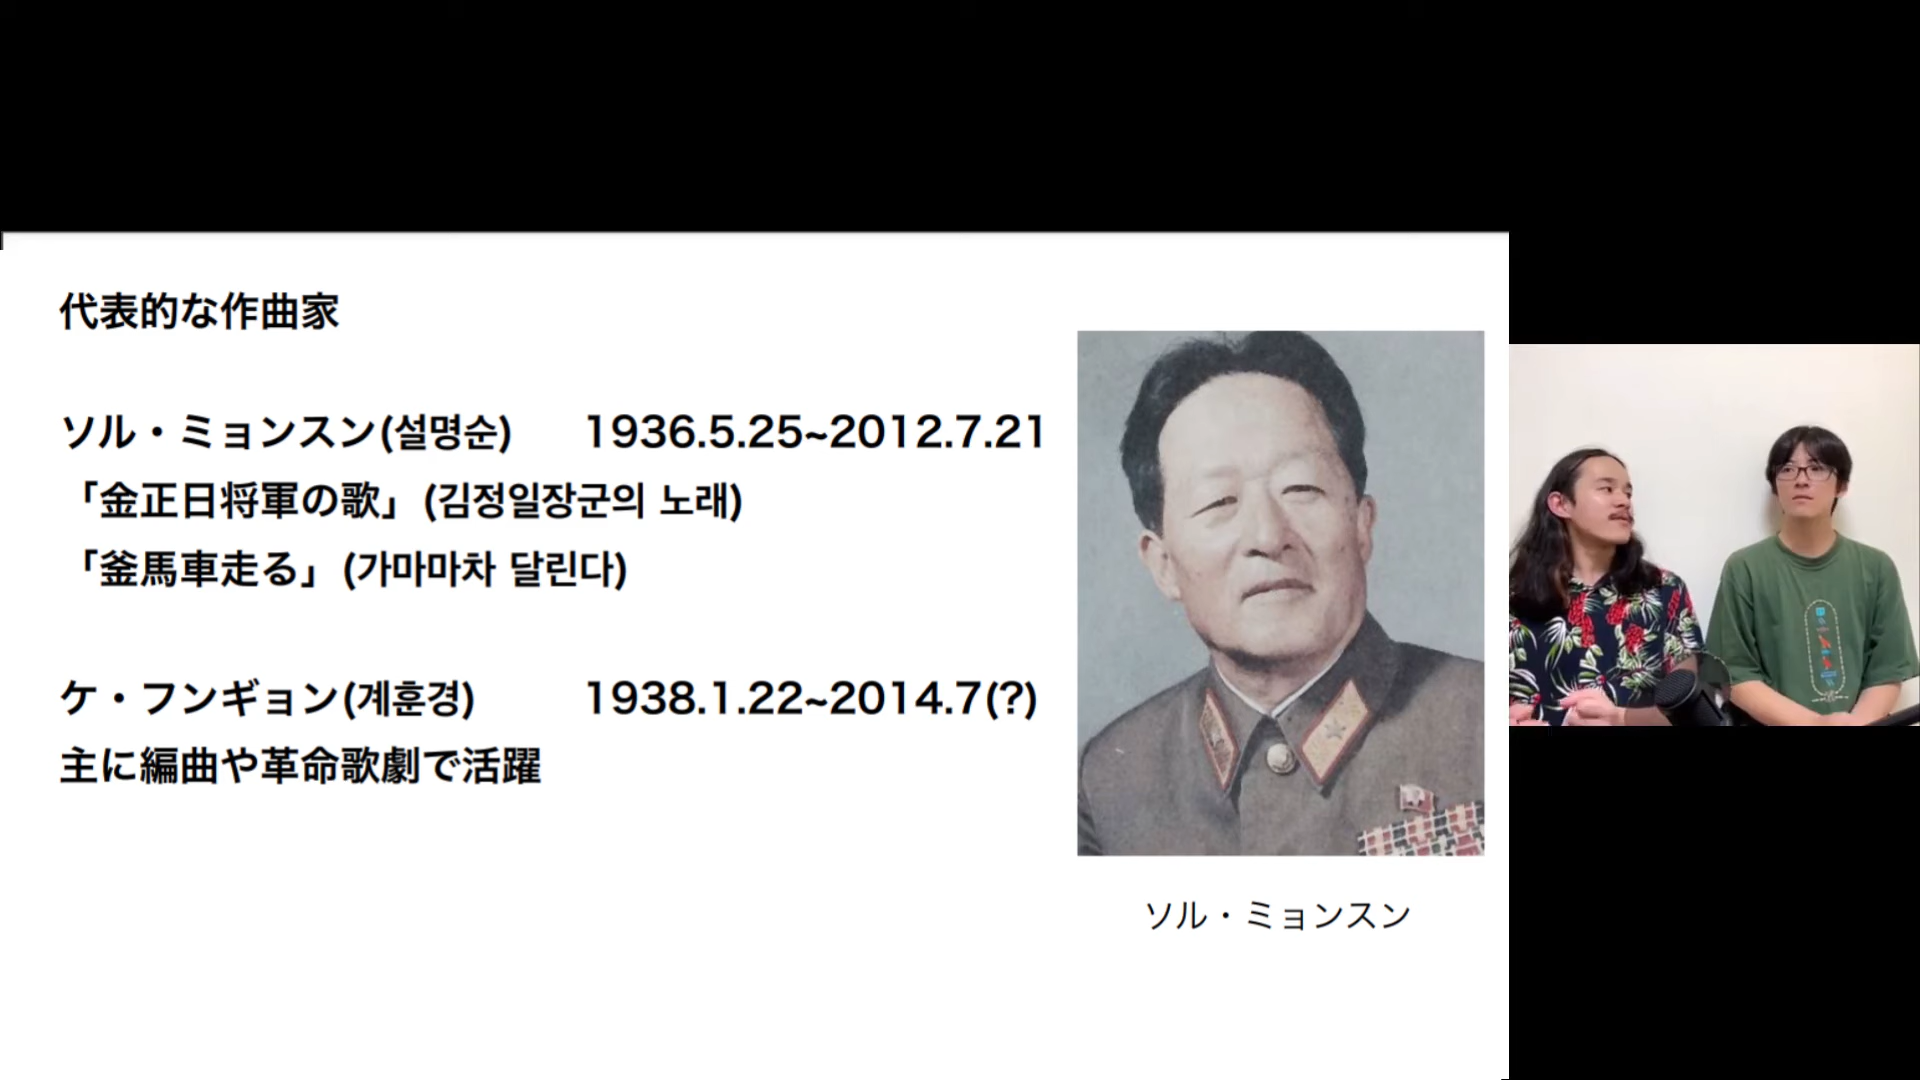 代表的な作曲家
ソル・ミョンスン(설명순) 1936.5.25~2012.7.21
「金正日将軍の歌」(김정일장군의 노래)
「釜馬車走る」(가마마차 달린다)
ケ・フンギョン(계훈경) 1938.1.22~2014.7(?)
主に編曲や革命歌劇で活躍
ソル・ミョンスン